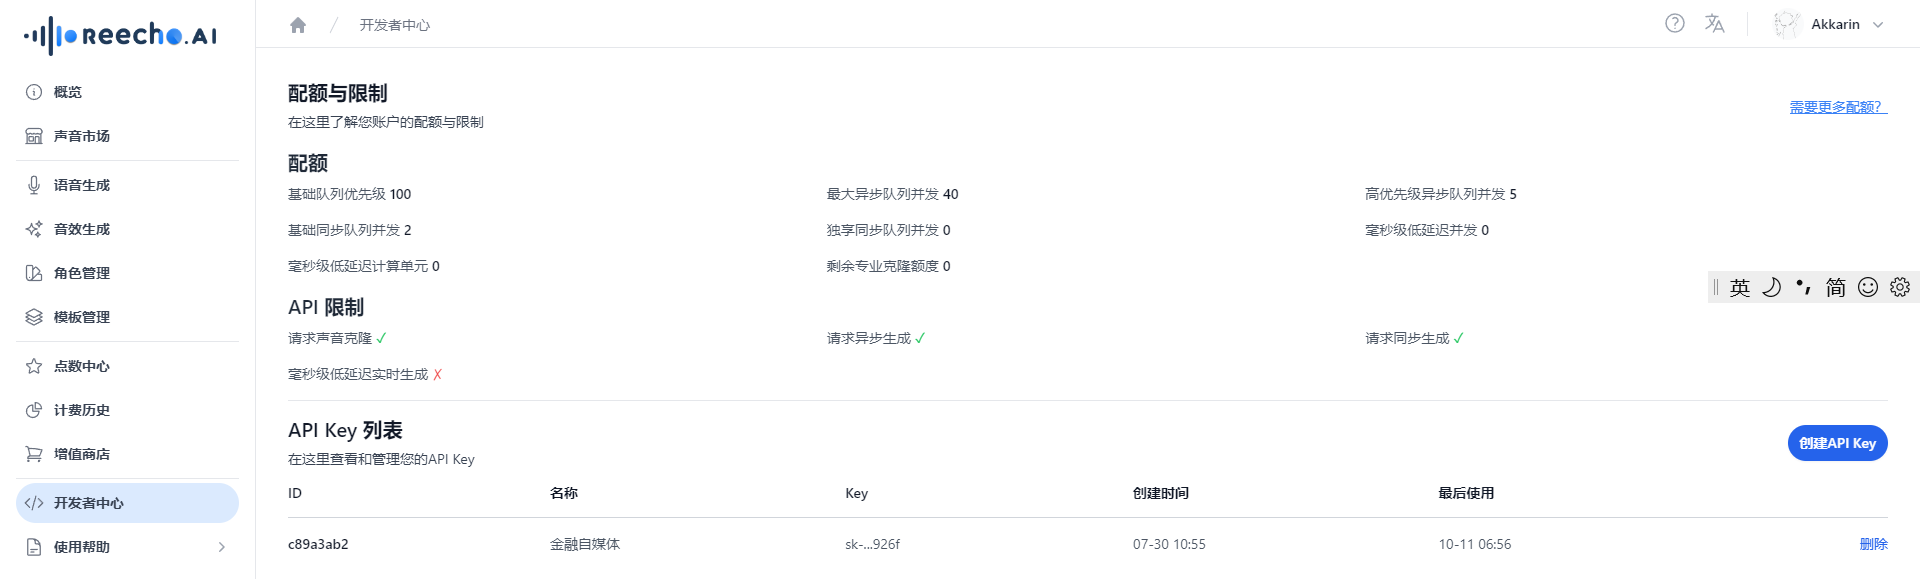 Reecho.AI
概览
声音市场
语音生成
音效生成
角色管理
模板管理
点数中心
计费历史
增值商店
开发者中心
使用帮助
开发者中心
Akkarin
配额与限制
在这里了解您账户的配额与限制
需要更多配额？
配额
基础队列优先级 100
最大异步队列并发 40
高优先级异步队列并发 5
基础同步队列并发 2
独享同步队列并发 0
毫秒级低延迟并发 0
毫秒级低延迟计算单元 0
剩余专业克隆额度 0
API 限制
请求声音克隆 ✓
请求异步生成 ✓
请求同步生成 ✓
毫秒级低延迟实时生成 ✗
英 简
API Key 列表
在这里查看和管理您的API Key
创建API Key
ID 名称 Key 创建时间 最后使用
c89a3ab2 金融自媒体 sk-...926f 07-30 10:55 10-11 06:56 删除